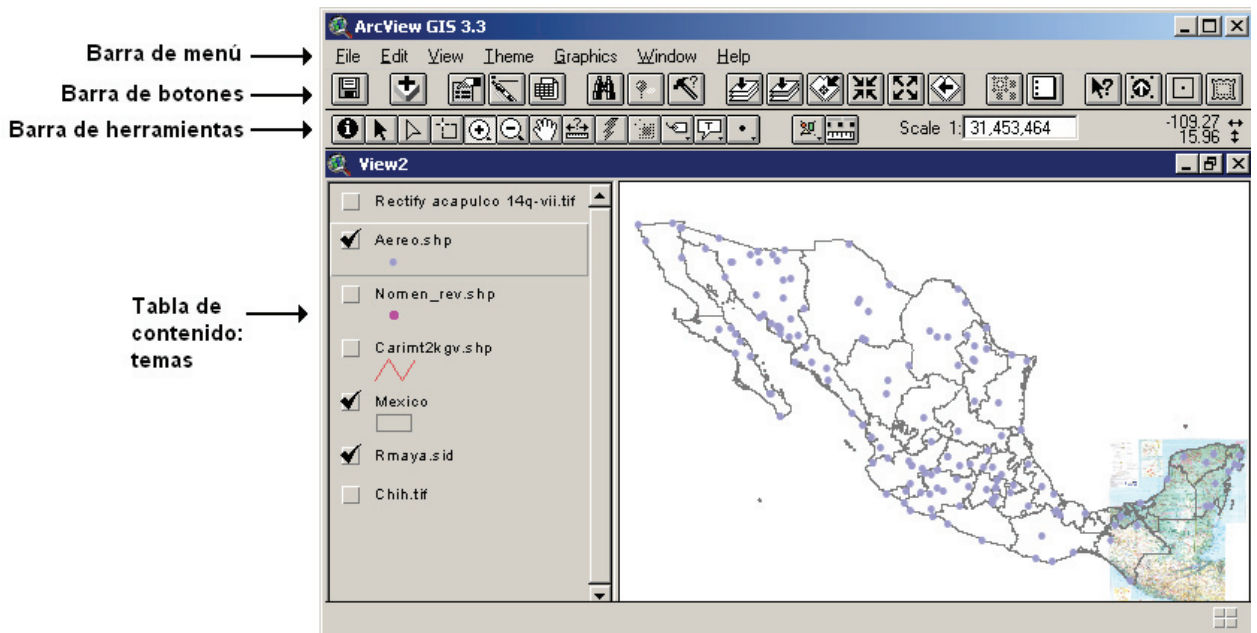 ArcView GIS 3.3
Barra de menú
File Edit View Theme Graphics Window Help
Barra de botones
Barra de herramientas
Scale 1: 31,453,464
-109.27
15.96
View2
Rectify acapulco 14q-vii.tif
Aereo.shp
Nomen_rev.shp
Tabla de
contenido:
temas
Carimt2kgv.shp
Mexico
Rmaya.sid
Chih.tif